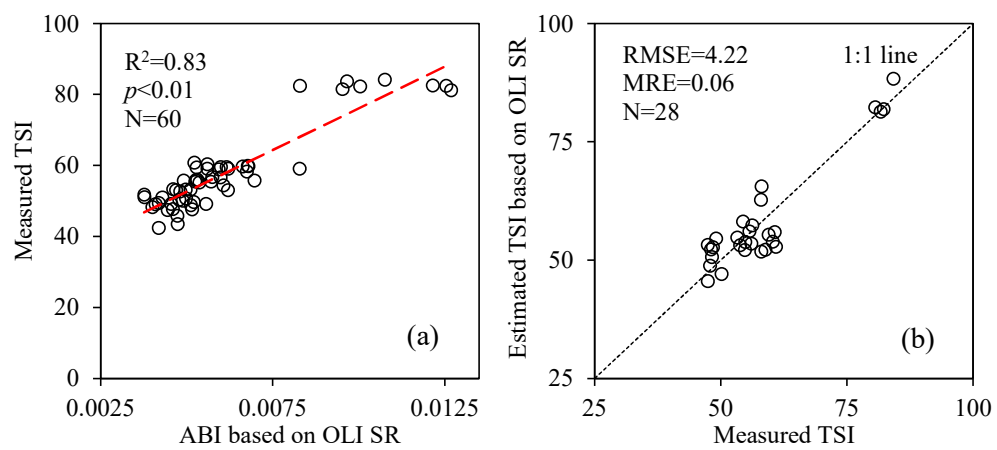 100
80
60
40
20
0
Measured TSI
R²=0.83
p<0.01
N=60
(a)
0.0025
0.0075
0.0125
ABI based on OLI SR
100
75
50
25
Estimated TSI based on OLI SR
RMSE=4.22
MRE=0.06
N=28
1:1 line
(b)
25
50
75
100
Measured TSI